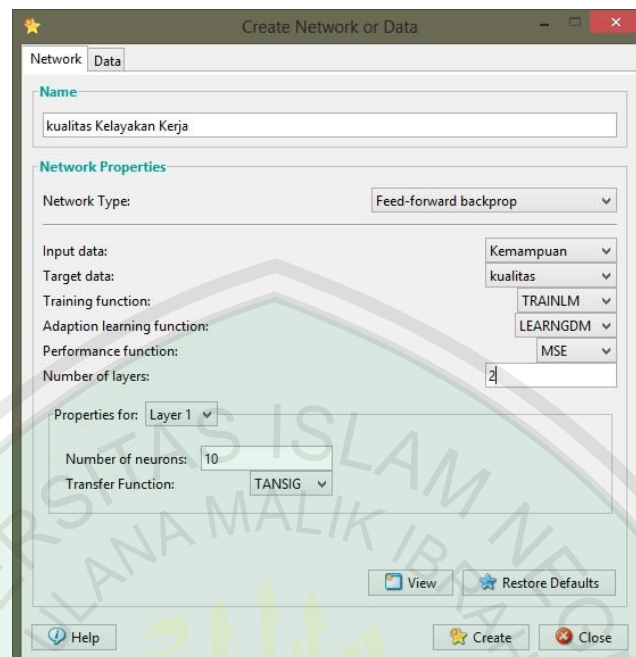 Create Network or Data
Network Data
Name
kualitas Kelayakan Kerja
Network Properties
Network Type: Feed-forward backprop
Input data: Kemampuan
Target data: kualitas
Training function: TRAINLM
Adaption learning function: LEARNGDM
Performance function: MSE
Number of layers: 2
Properties for: Layer 1
Number of neurons: 10
Transfer Function: TANSIG
View Restore Defaults
Help Create Close